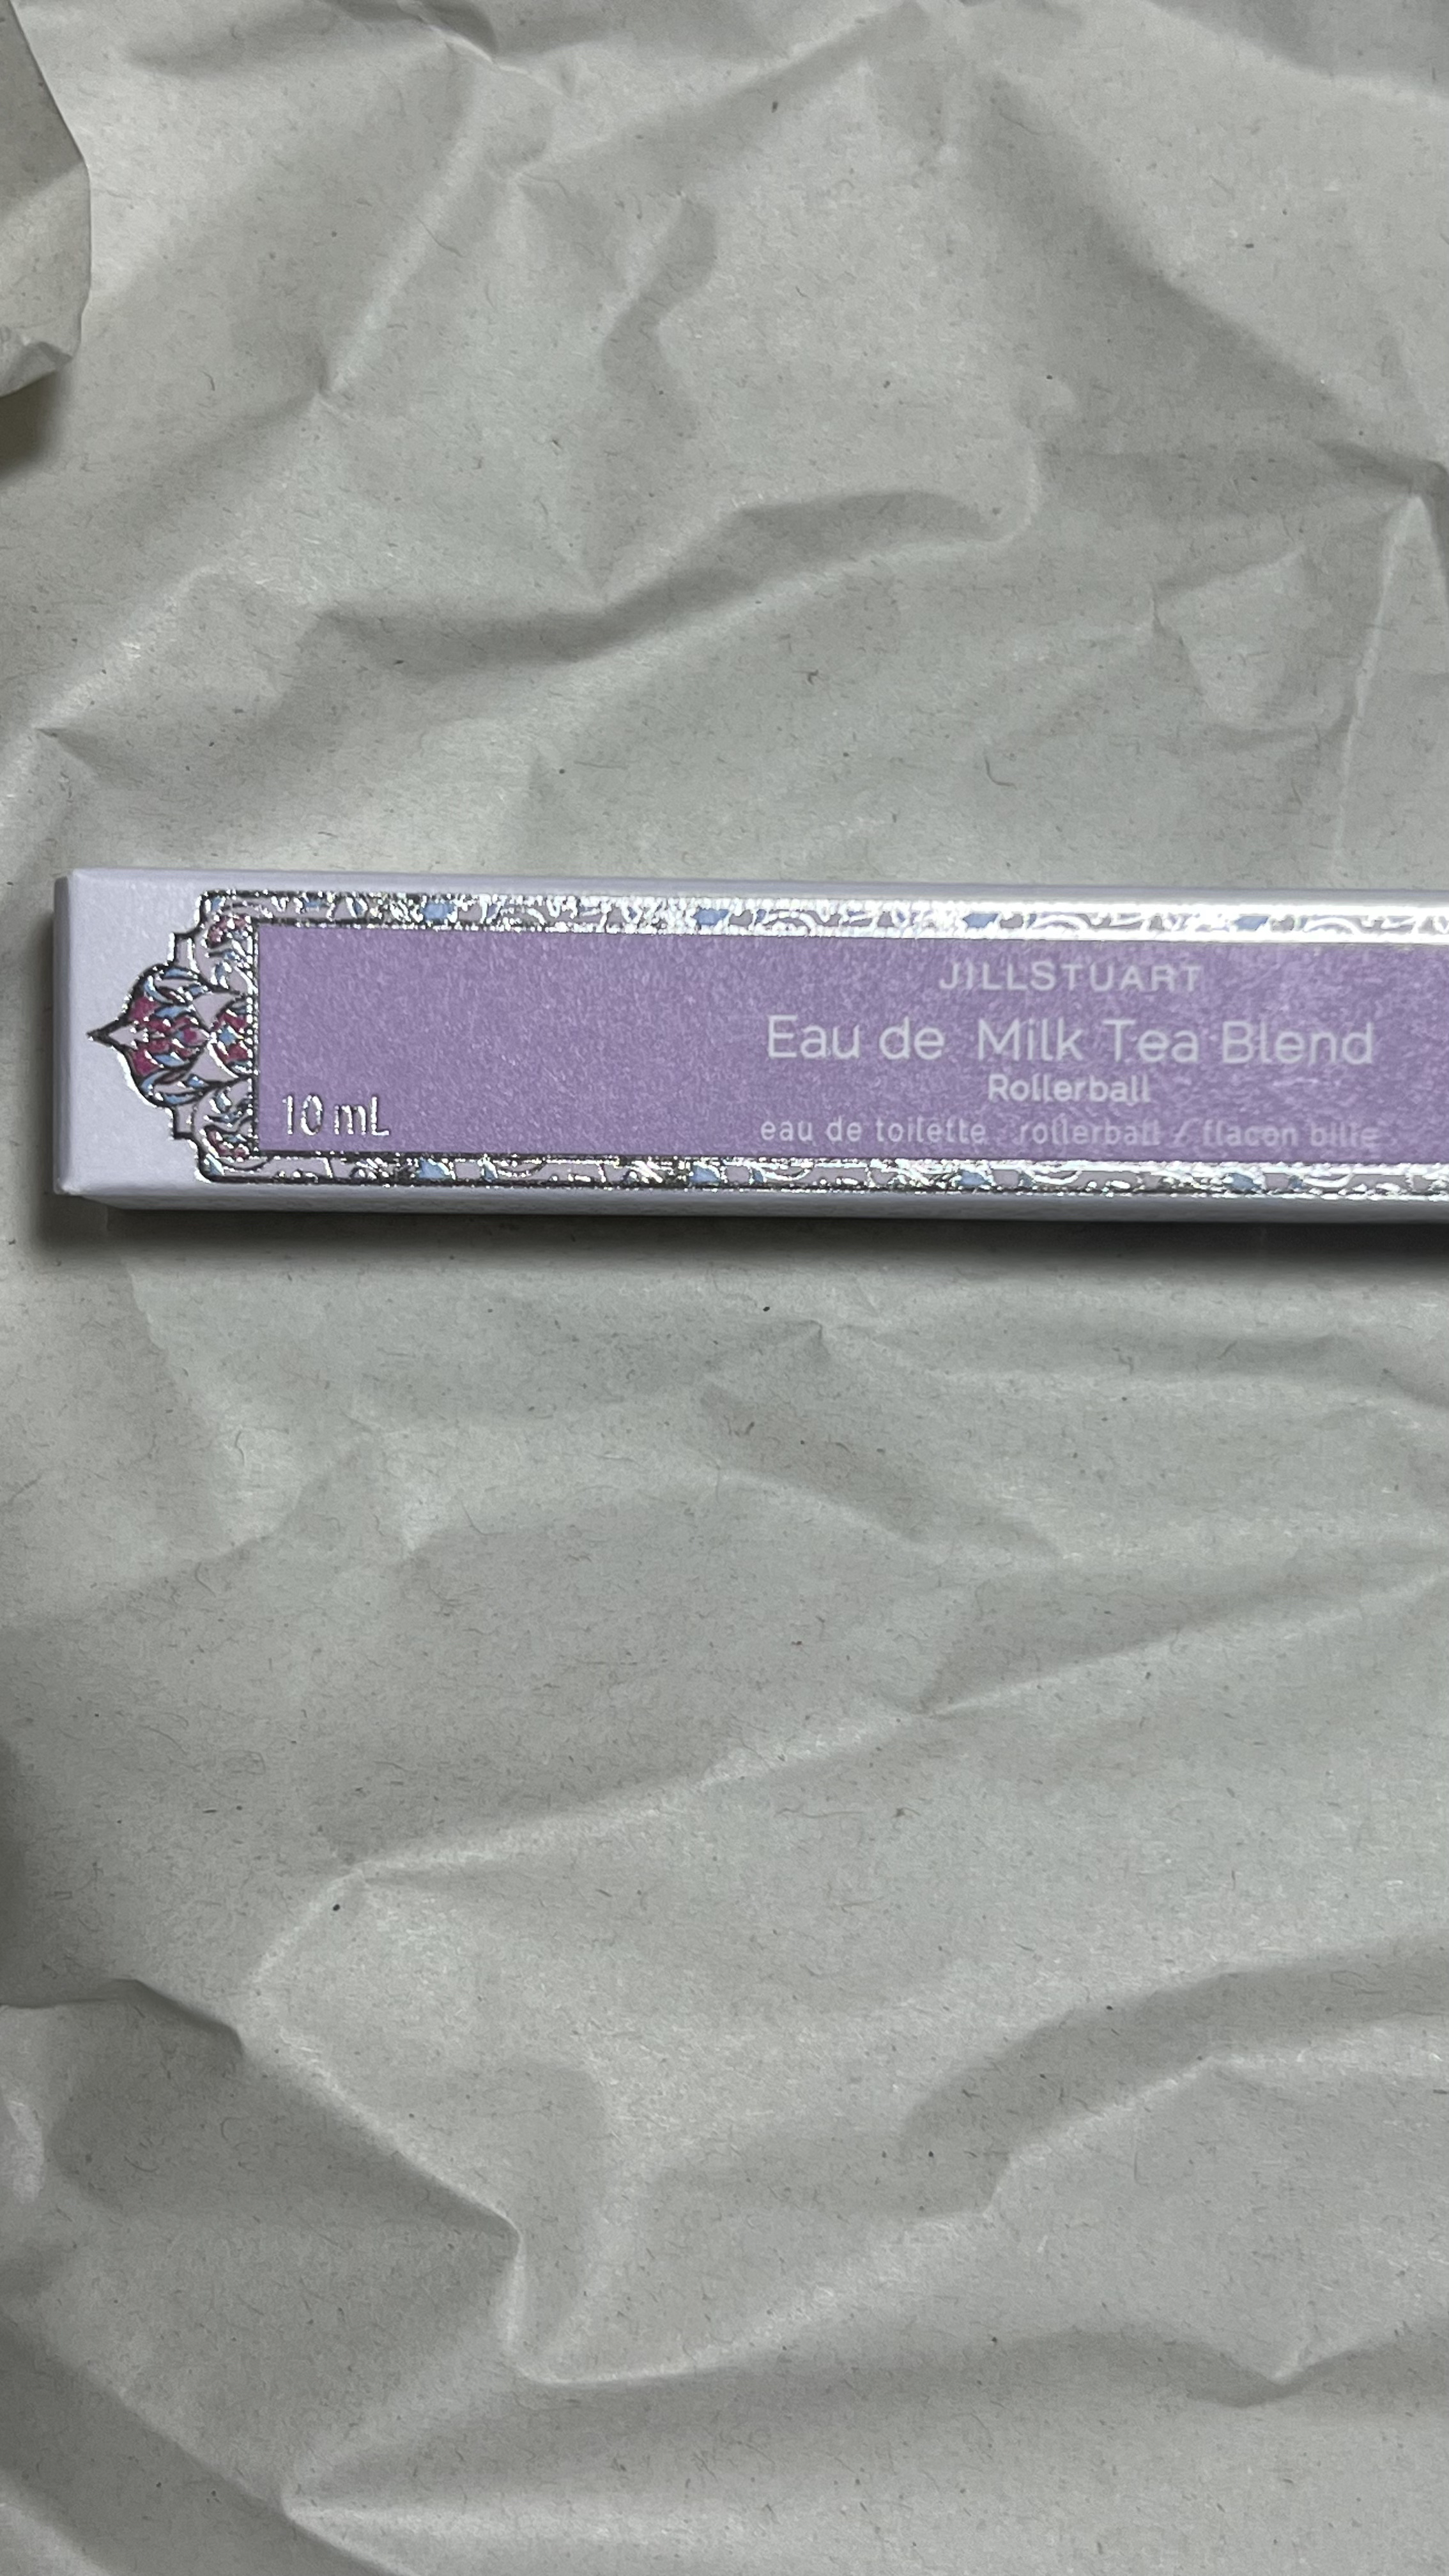 JILLSTUART
Eau de Milk Tea Blend
Rollerball
eau de toilette rollerball / flacon bille
10 mL